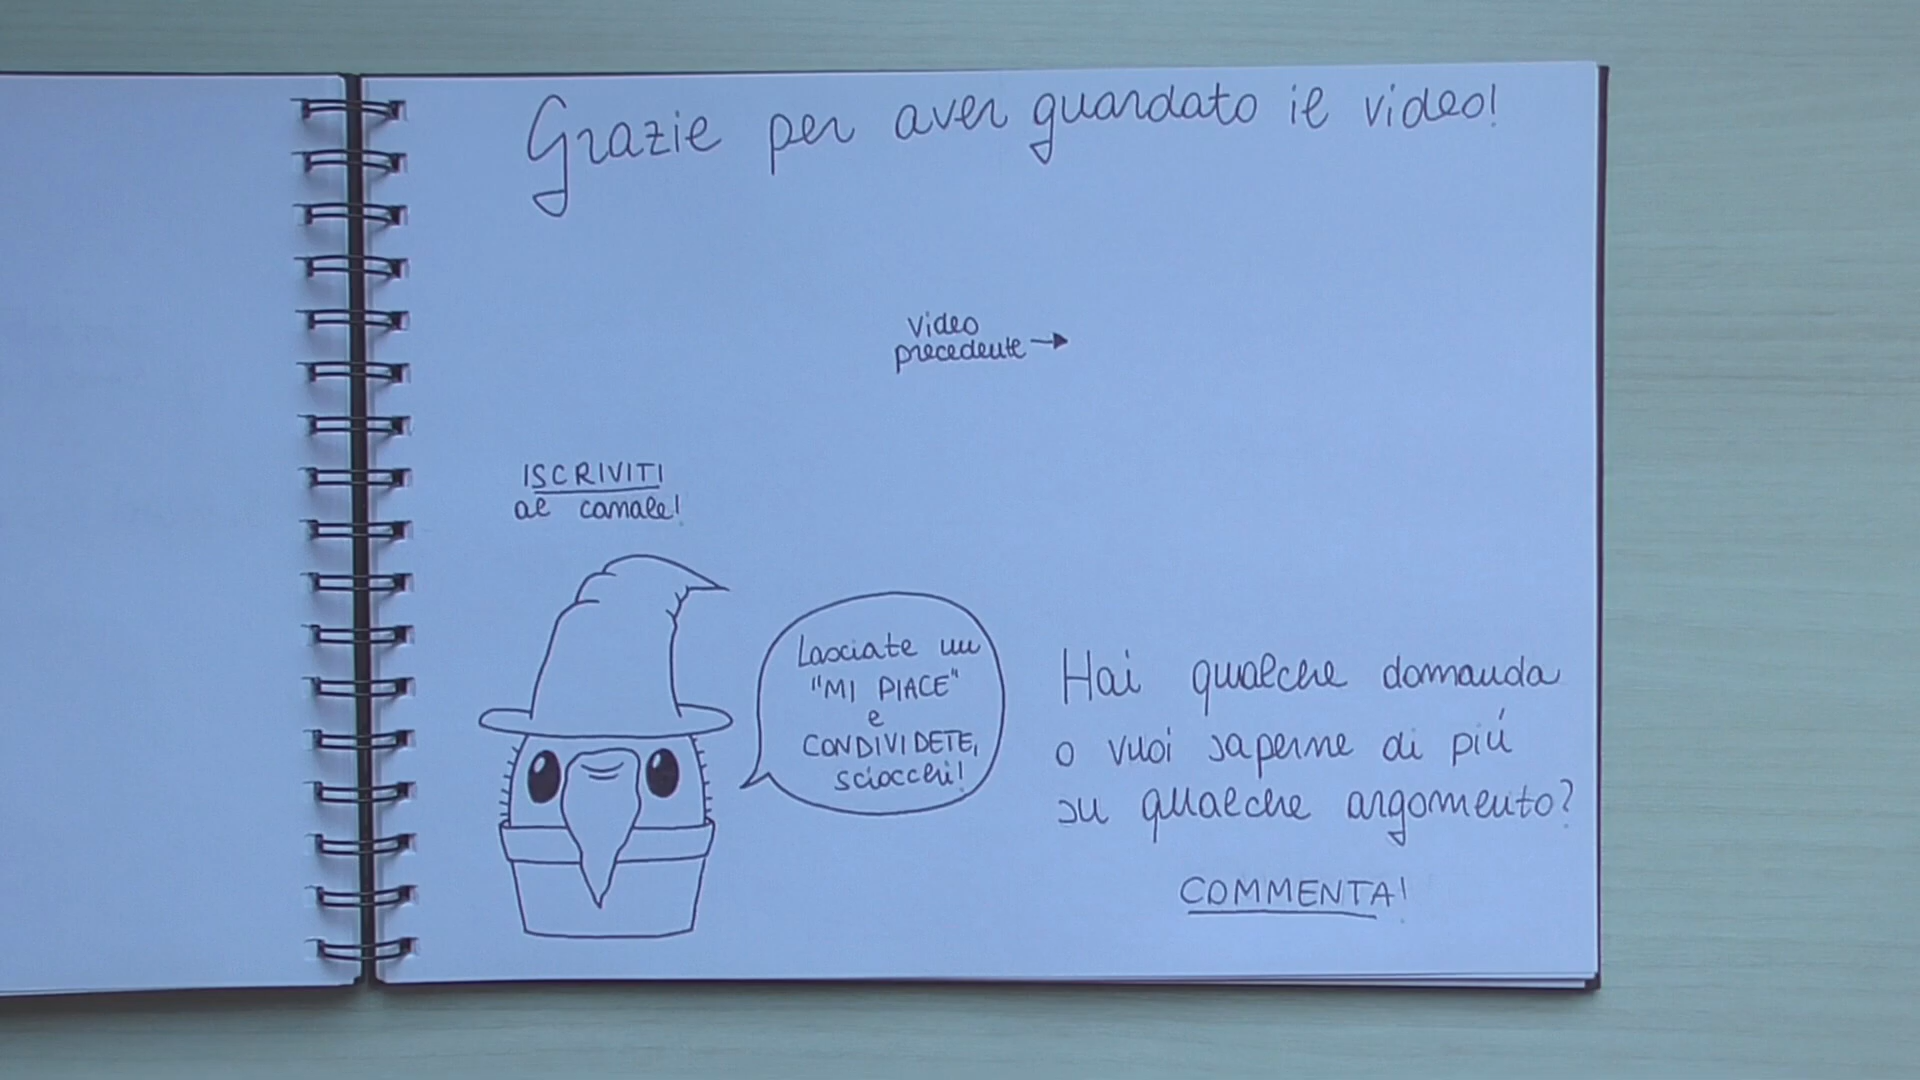 Grazie per aver guardato il video!
video
precedente
ISCRIVITI
al canale!
Lasciate un
"MI PIACE"
e
CONDIVIDETE,
sciocchi!
Hai qualche domanda
o vuoi saperne di piú
su qualche argomento?
COMMENTA!